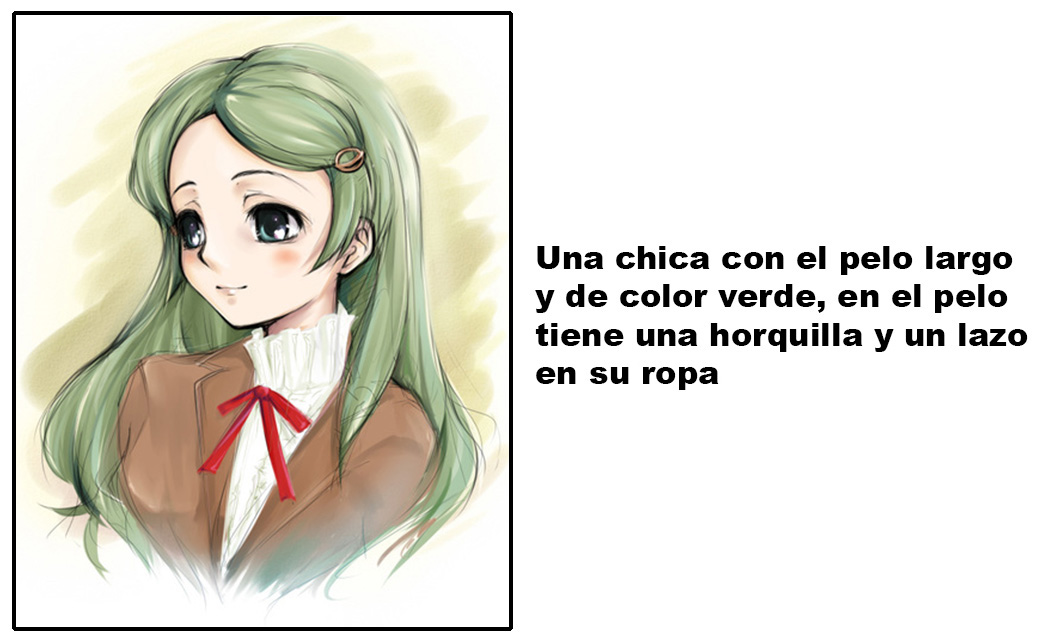 Una chica con el pelo largo
y de color verde, en el pelo
tiene una horquilla y un lazo
en su ropa